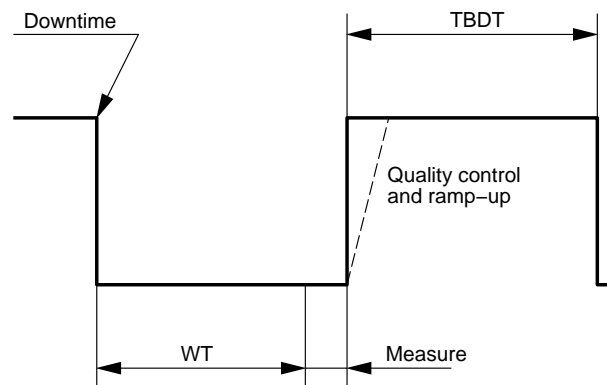 Downtime
TBDT
Quality control
and ramp−up
WT
Measure